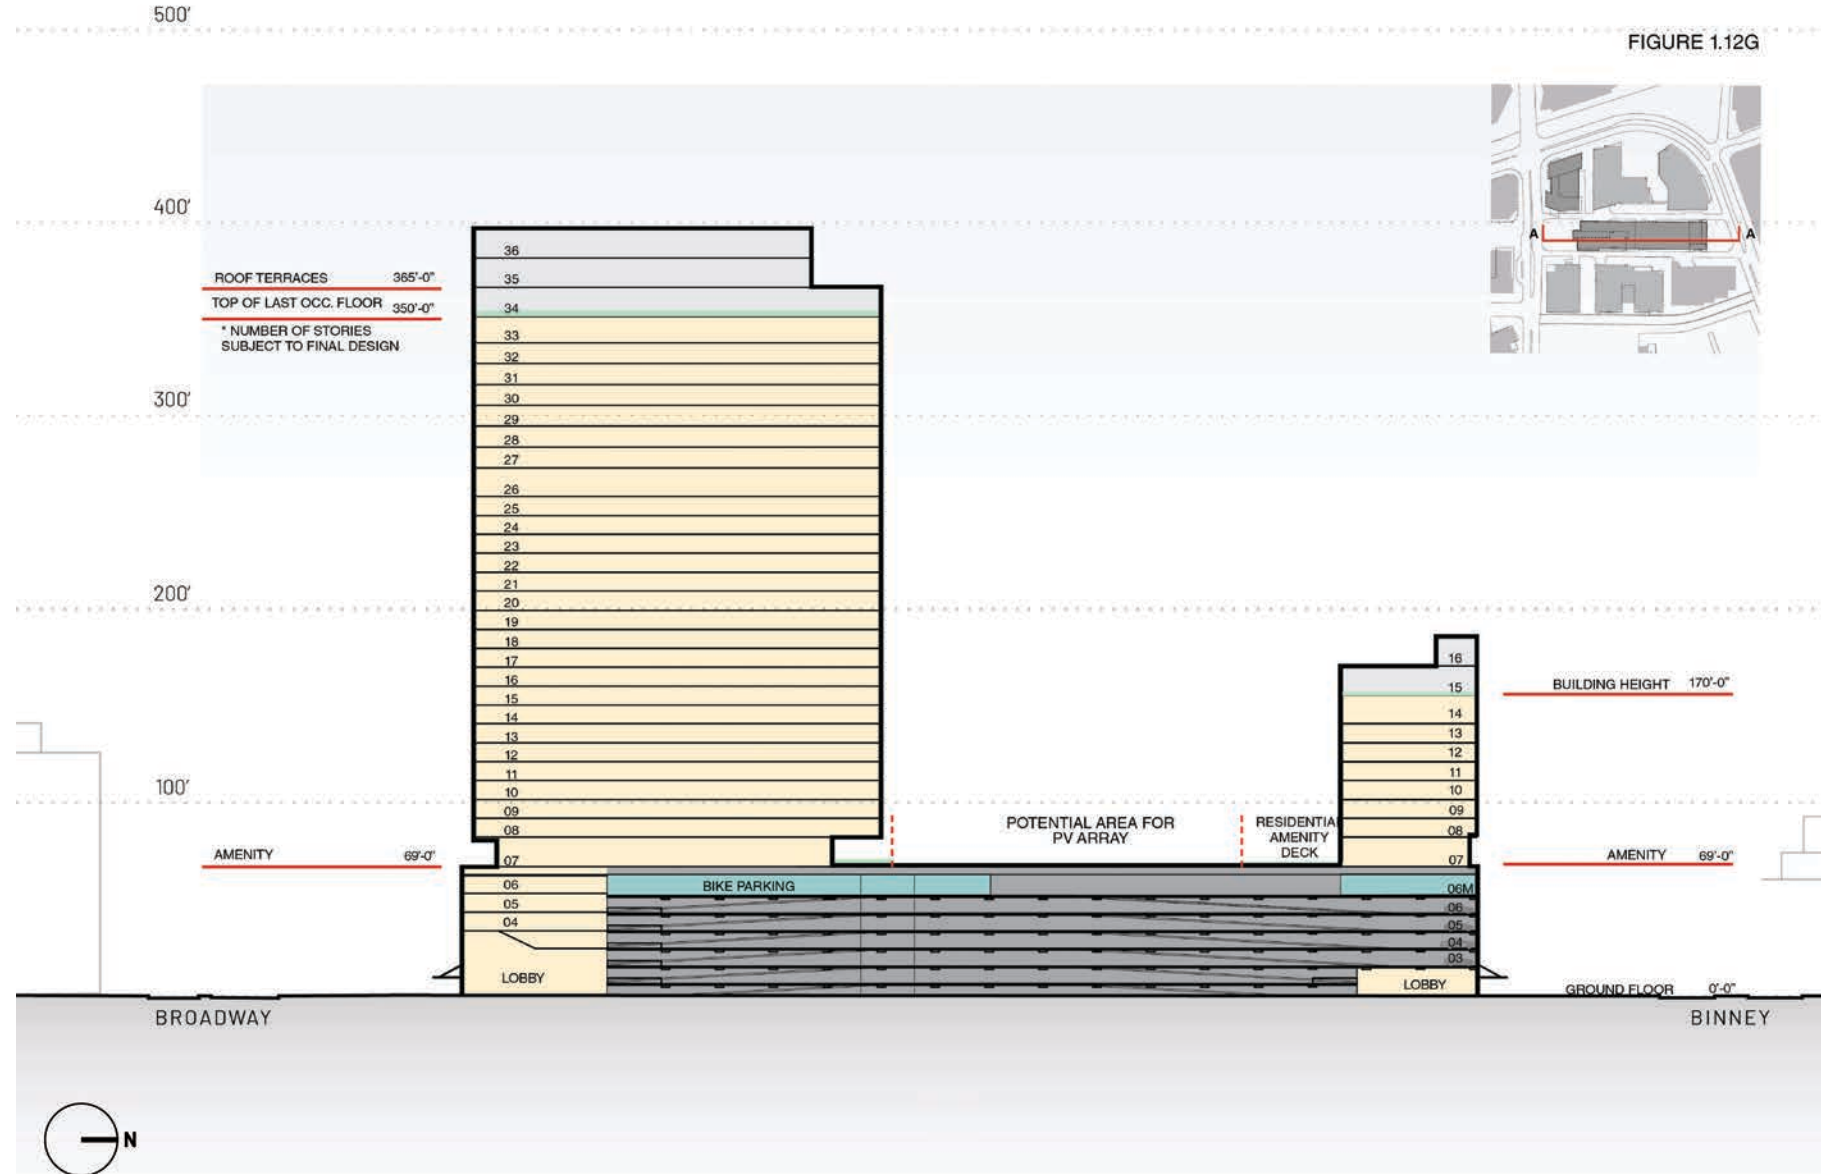 500'
FIGURE 1.12G
400'
A
A
36
ROOF TERRACES 365'-0"
35
TOP OF LAST OCC. FLOOR 350'-0"
34
* NUMBER OF STORIES
SUBJECT TO FINAL DESIGN
33
32
31
300'
30
29
28
27
26
25
24
23
22
21
200'
20
19
18
17
16
15
14
13
12
11
10
09
08
07
16
15
BUILDING HEIGHT 170'-0"
14
13
12
11
10
09
08
07
100'
POTENTIAL AREA FOR
PV ARRAY
RESIDENTIAL
AMENITY
DECK
AMENITY 69'-0"
AMENITY 69'-0"
06
BIKE PARKING
06M
05
06
04
05
04
03
LOBBY
LOBBY
GROUND FLOOR 0'-0"
BROADWAY
BINNEY
N